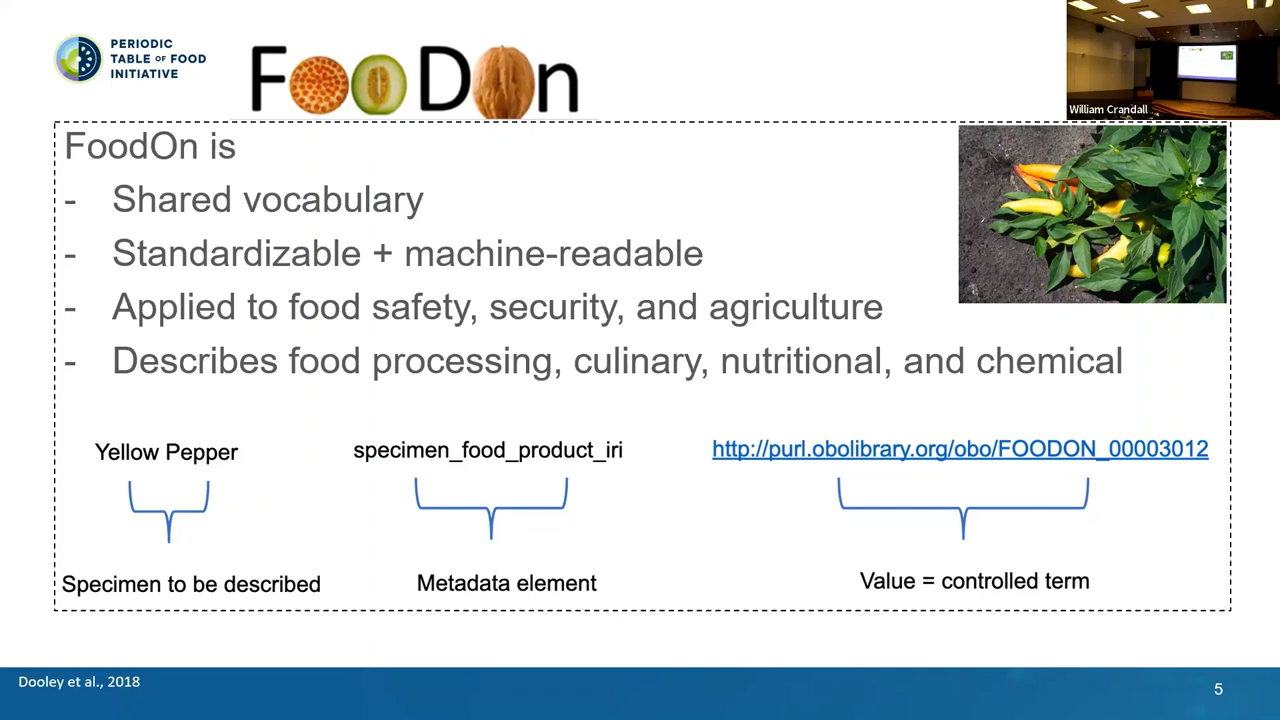 PERIODIC
TABLE OF FOOD
INITIATIVE
FooDOn
William Crandall
FoodOn is
- Shared vocabulary
- Standardizable + machine-readable
- Applied to food safety, security, and agriculture
- Describes food processing, culinary, nutritional, and chemical
Yellow Pepper
specimen_food_product_iri
http://purl.obolibrary.org/obo/FOODON_00003012
Specimen to be described
Metadata element
Value = controlled term
Dooley et al., 2018
5